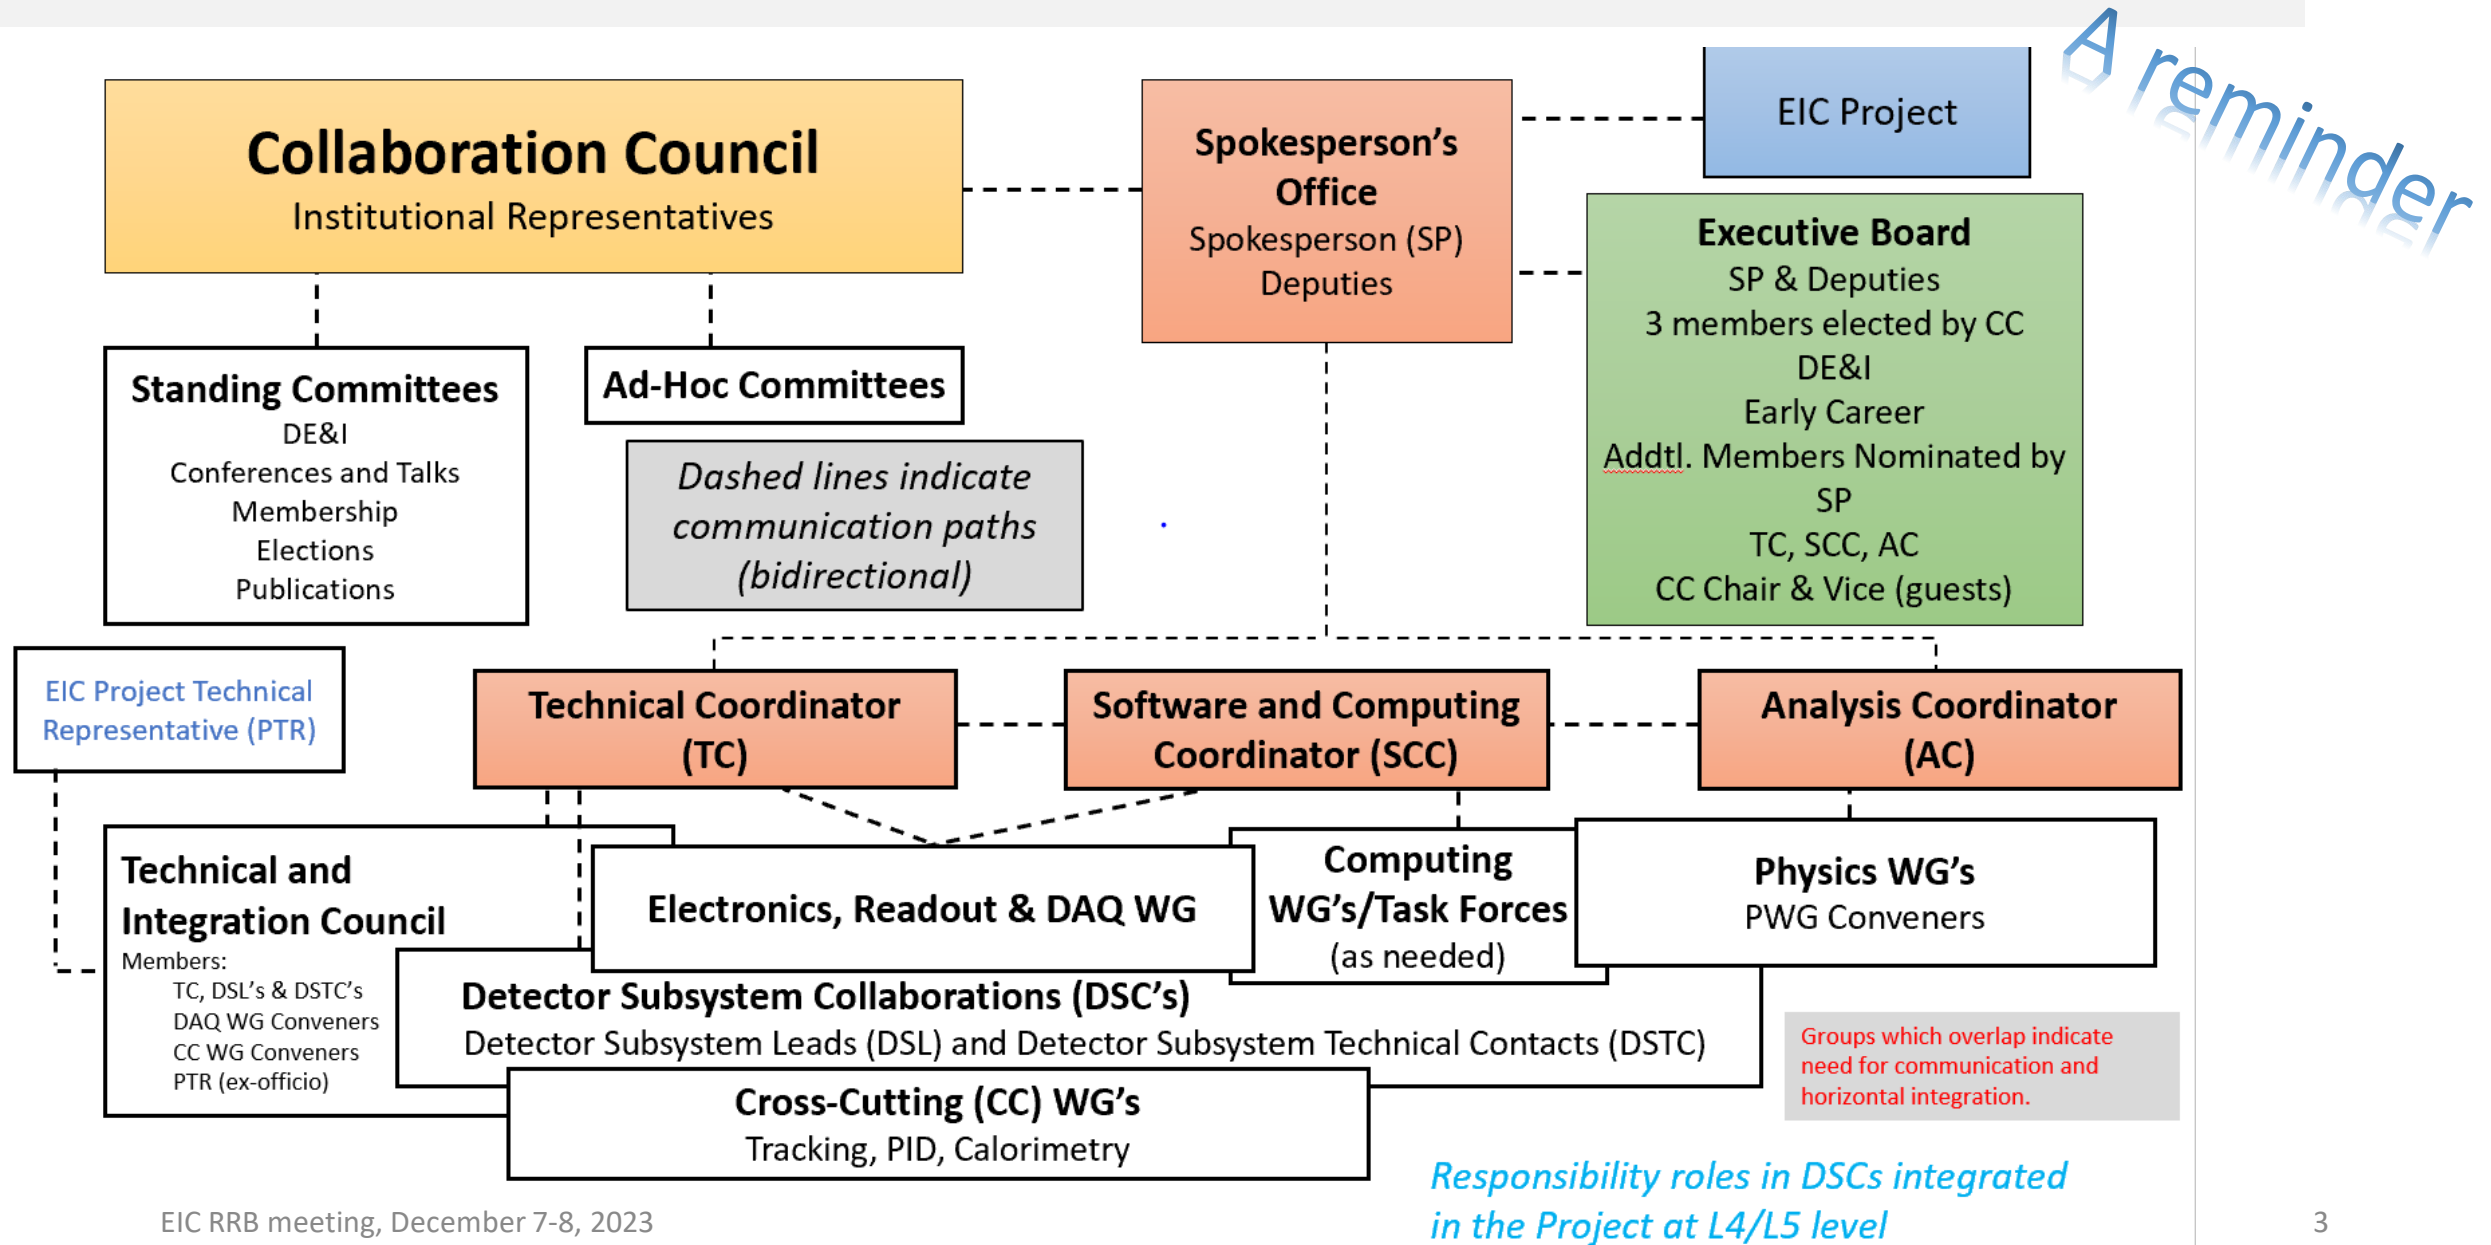 A reminder
Collaboration Council
Institutional Representatives
Spokesperson’s
Office
Spokesperson (SP)
Deputies
EIC Project
Executive Board
SP & Deputies
3 members elected by CC
DE&I
Early Career
Addtl. Members Nominated by
SP
TC, SCC, AC
CC Chair & Vice (guests)
Standing Committees
DE&I
Conferences and Talks
Membership
Elections
Publications
Ad-Hoc Committees
Dashed lines indicate
communication paths
(bidirectional)
EIC Project Technical
Representative (PTR)
Technical Coordinator
(TC)
Software and Computing
Coordinator (SCC)
Analysis Coordinator
(AC)
Technical and
Integration Council
Members:
TC, DSL’s & DSTC’s
DAQ WG Conveners
CC WG Conveners
PTR (ex-officio)
Electronics, Readout & DAQ WG
Computing
WG’s/Task Forces
(as needed)
Physics WG’s
PWG Conveners
Detector Subsystem Collaborations (DSC’s)
Detector Subsystem Leads (DSL) and Detector Subsystem Technical Contacts (DSTC)
Cross-Cutting (CC) WG’s
Tracking, PID, Calorimetry
Groups which overlap indicate
need for communication and
horizontal integration.
Responsibility roles in DSCs integrated
in the Project at L4/L5 level
EIC RRB meeting, December 7-8, 2023
3